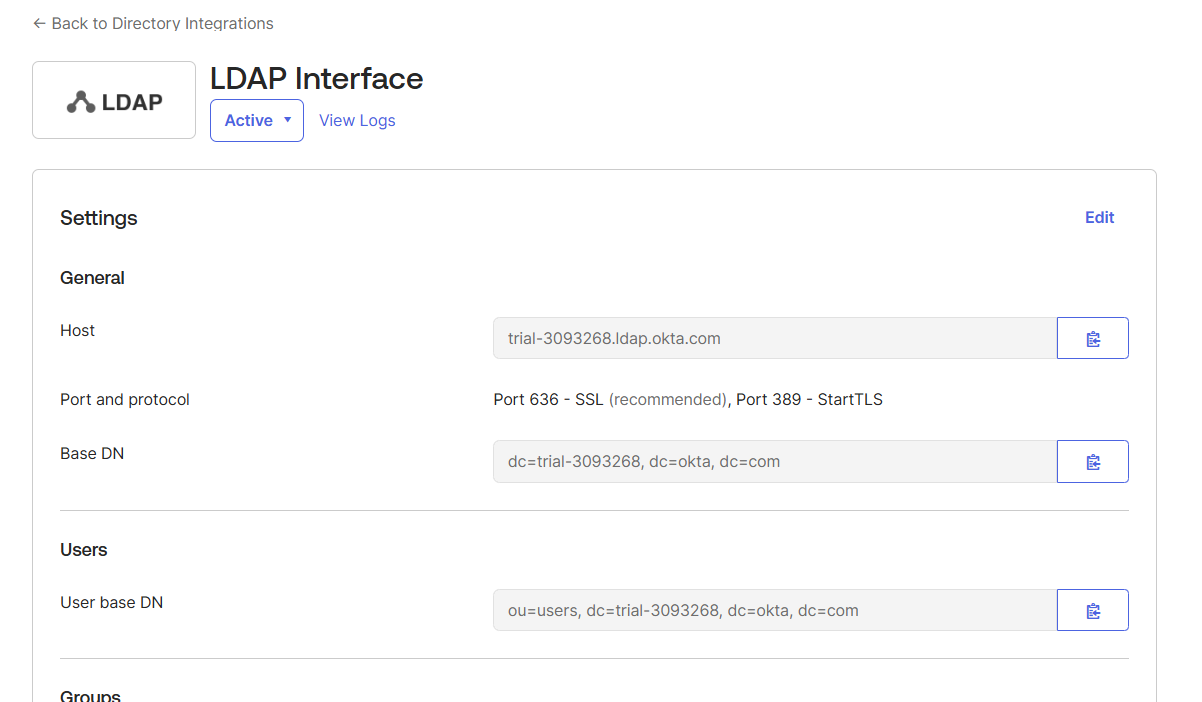 ← Back to Directory Integrations
LDAP
LDAP Interface
Active
View Logs
Settings
Edit
General
Host
trial-3093268.ldap.okta.com
Port and protocol
Port 636 - SSL (recommended), Port 389 - StartTLS
Base DN
dc=trial-3093268, dc=okta, dc=com
Users
User base DN
ou=users, dc=trial-3093268, dc=okta, dc=com
Groups